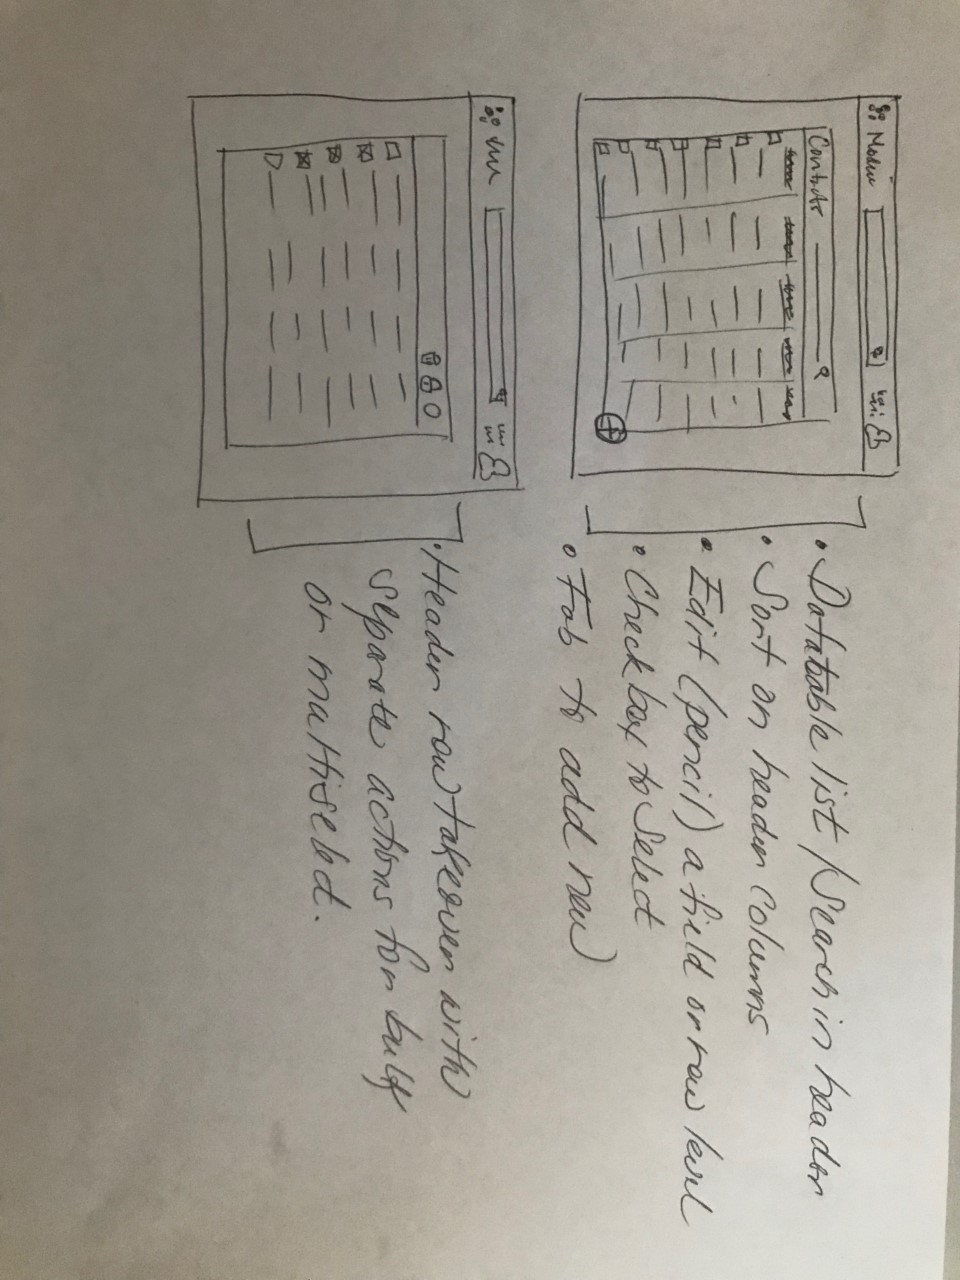 Contacts
• Datatable list / Search in header
• Sort on header columns
• Edit (pencil) a field or row level
• Check box to Select
• Fab to add new
• Header row takeover with
separate actions for bulk
or multiselect.